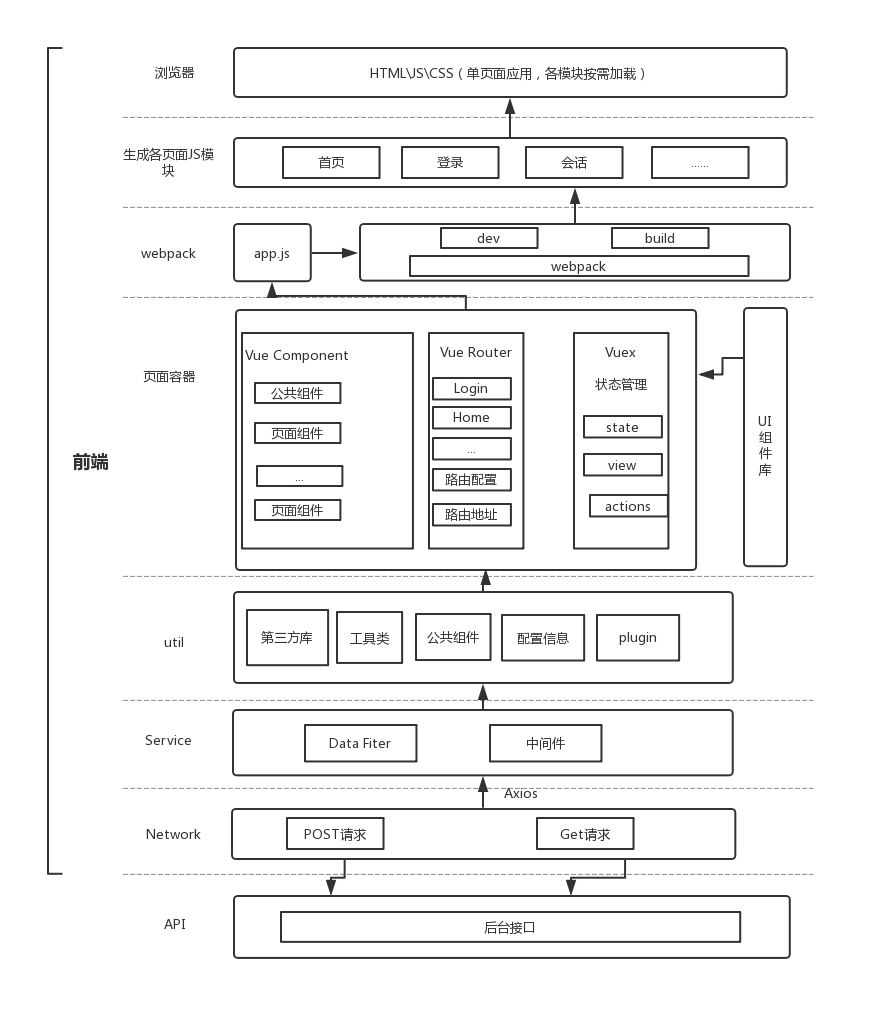 浏览器
HTML\JS\CSS（单页面应用，各模块按需加载）
生成各页面JS模
块
首页
登录
会话
......
webpack
app.js
dev
build
webpack
页面容器
Vue Component
公共组件
页面组件
...
页面组件
Vue Router
Login
Home
...
路由配置
路由地址
Vuex
状态管理
state
view
actions
UI
组
件
库
前端
util
第三方库
工具类
公共组件
配置信息
plugin
Service
Data Fiter
中间件
Axios
Network
POST请求
Get请求
API
后台接口